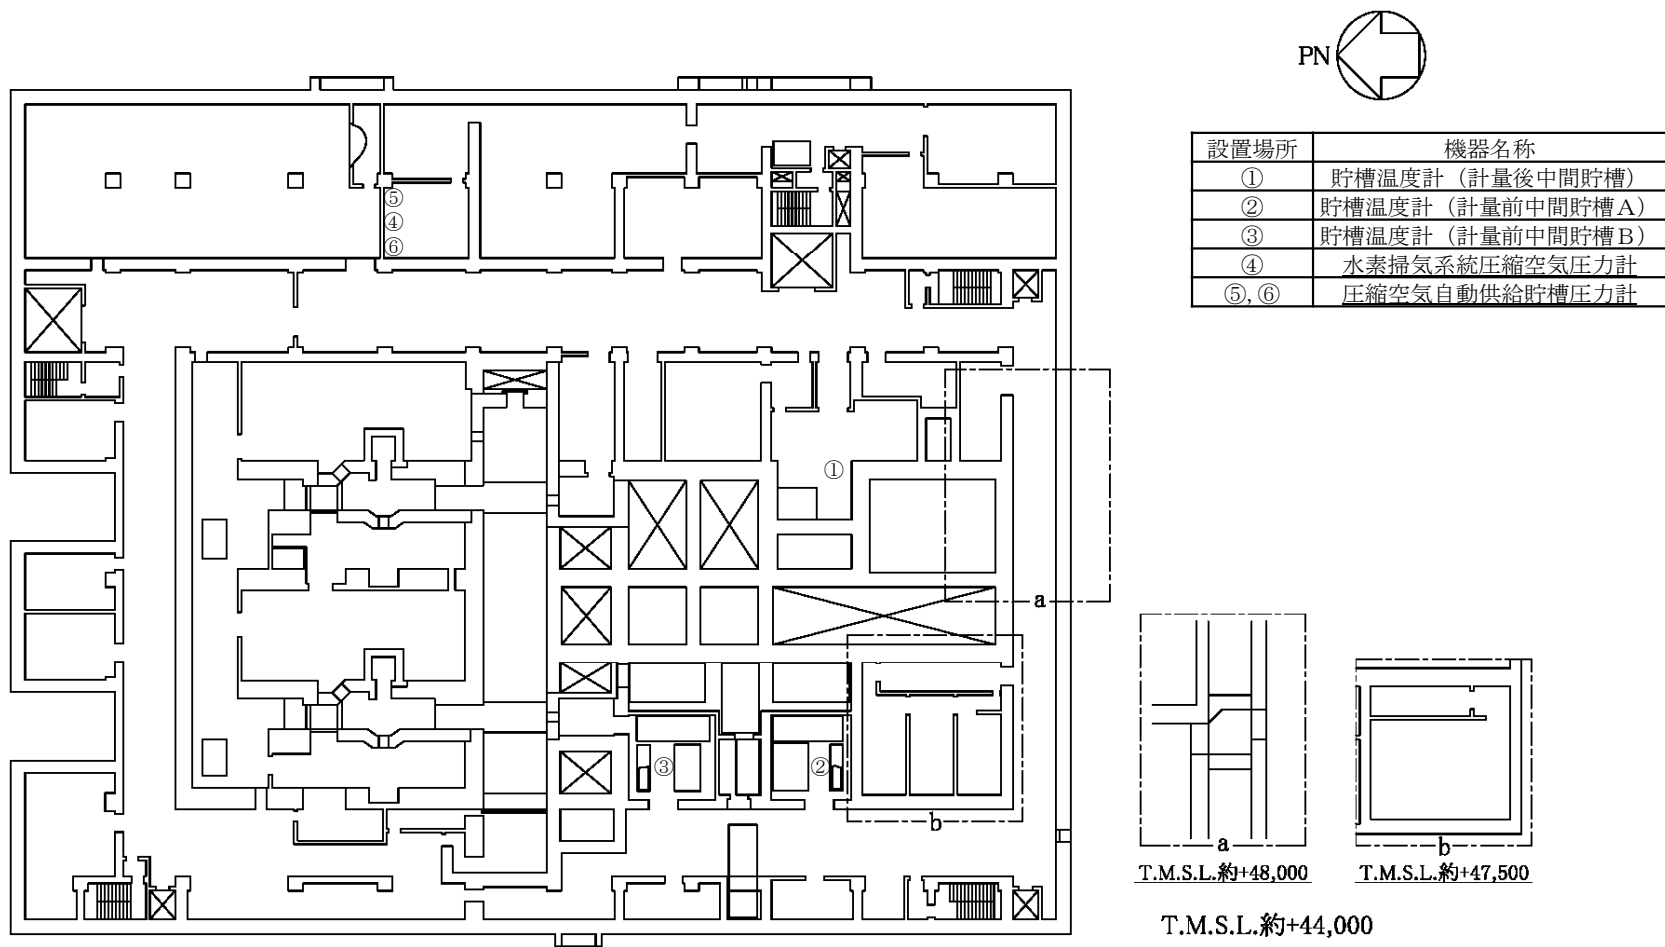 PN
設置場所 機器名称
① 貯槽温度計（計量後中間貯槽）
② 貯槽温度計（計量前中間貯槽A）
③ 貯槽温度計（計量前中間貯槽B）
④ 水素掃気系統圧縮空気圧力計
⑤, ⑥ 圧縮空気自動供給貯槽圧力計
⑤
④
⑥
①
a
③
②
b
a
T.M.S.L.約+48,000
b
T.M.S.L.約+47,500
T.M.S.L.約+44,000